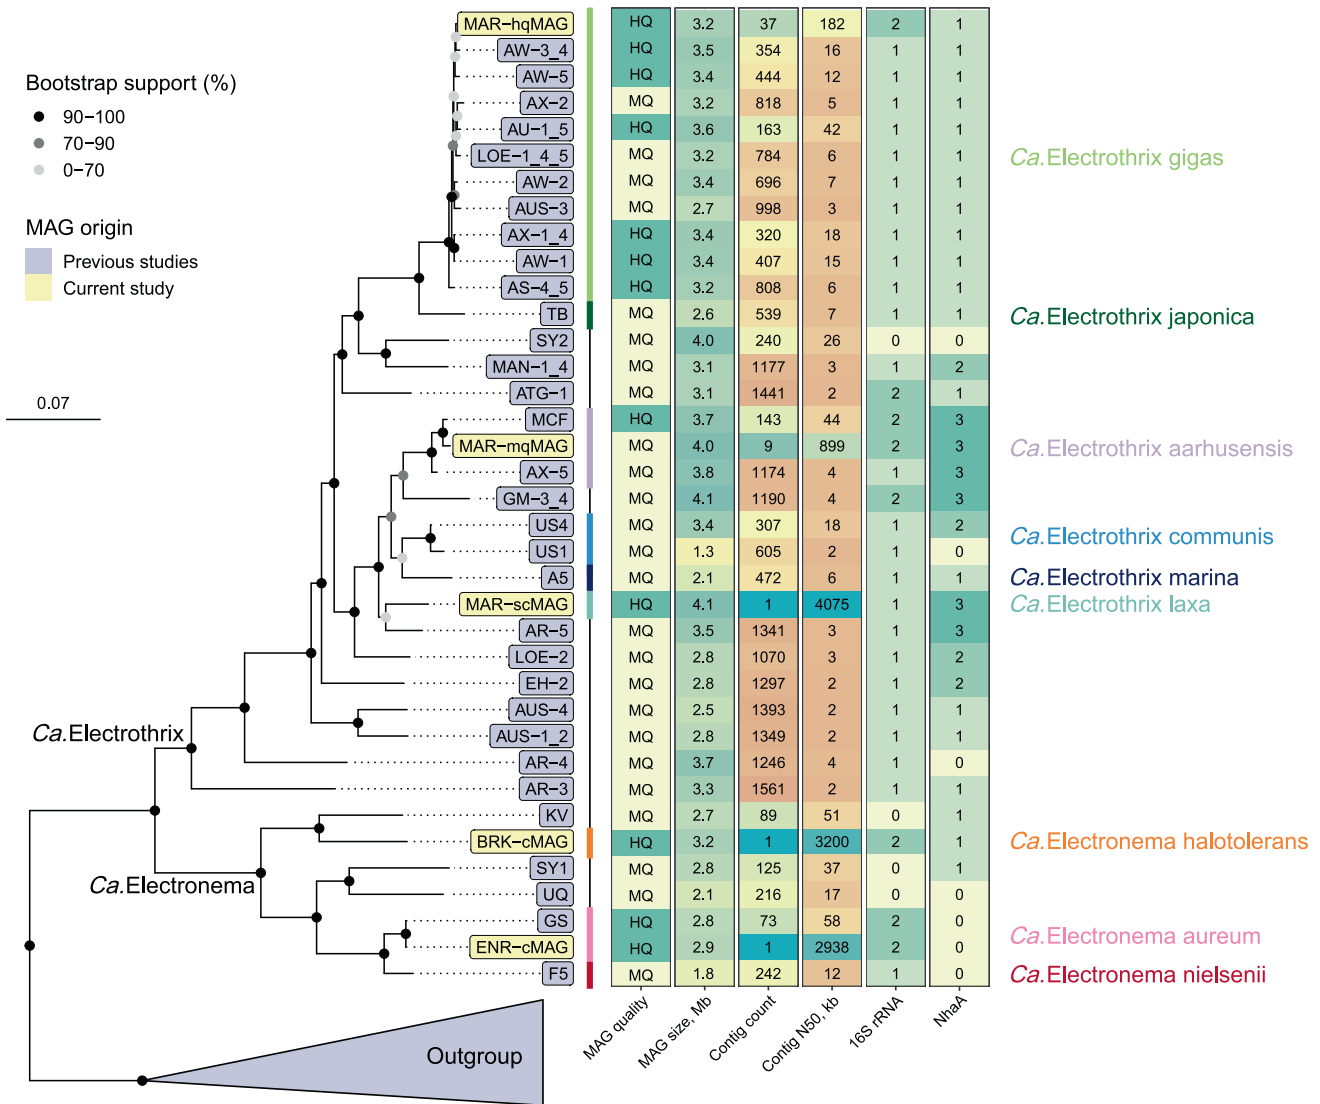 Bootstrap support (%)
90−100
70−90
0−70
MAG origin
Previous studies
Current study
0.07
Ca.Electrothrix
Ca.Electronema
Outgroup
MAR−hqMAG HQ 3.2 37 182 2 1
AW−3_4 HQ 3.5 354 16 1 1
AW−5 HQ 3.4 444 12 1 1
AX−2 MQ 3.2 818 5 1 1
AU−1_5 HQ 3.6 163 42 1 1
LOE−1_4_5 MQ 3.2 784 6 1 1 Ca.Electrothrix gigas
AW−2 MQ 3.4 696 7 1 1
AUS−3 MQ 2.7 998 3 1 1
AX−1_4 HQ 3.4 320 18 1 1
AW−1 HQ 3.4 407 15 1 1
AS−4_5 HQ 3.2 808 6 1 1
TB MQ 2.6 539 7 1 1 Ca.Electrothrix japonica
SY2 MQ 4.0 240 26 0 0
MAN−1_4 MQ 3.1 1177 3 1 2
ATG−1 MQ 3.1 1441 2 2 1
MCF HQ 3.7 143 44 2 3
MAR−mqMAG MQ 4.0 9 899 2 3 Ca.Electrothrix aarhusensis
AX−5 MQ 3.8 1174 4 1 3
GM−3_4 MQ 4.1 1190 4 2 3
US4 MQ 3.4 307 18 1 2 Ca.Electrothrix communis
US1 MQ 1.3 605 2 1 0
A5 MQ 2.1 472 6 1 1 Ca.Electrothrix marina
MAR−scMAG HQ 4.1 1 4075 1 3 Ca.Electrothrix laxa
AR−5 MQ 3.5 1341 3 1 3
LOE−2 MQ 2.8 1070 3 1 2
EH−2 MQ 2.8 1297 2 1 2
AUS−4 MQ 2.5 1393 2 1 1
AUS−1_2 MQ 2.8 1349 2 1 1
AR−4 MQ 3.7 1246 4 1 0
AR−3 MQ 3.3 1561 2 1 1
KV MQ 2.7 89 51 0 1
BRK−cMAG HQ 3.2 1 3200 2 1 Ca.Electronema halotolerans
SY1 MQ 2.8 125 37 0 1
UQ MQ 2.1 216 17 0 0
GS HQ 2.8 73 58 2 0 Ca.Electronema aureum
ENR−cMAG HQ 2.9 1 2938 2 0
F5 MQ 1.8 242 12 1 0 Ca.Electronema nielsenii
MAG quality
MAG size, Mb
Contig count
Contig N50, kb
16S rRNA
NhaA